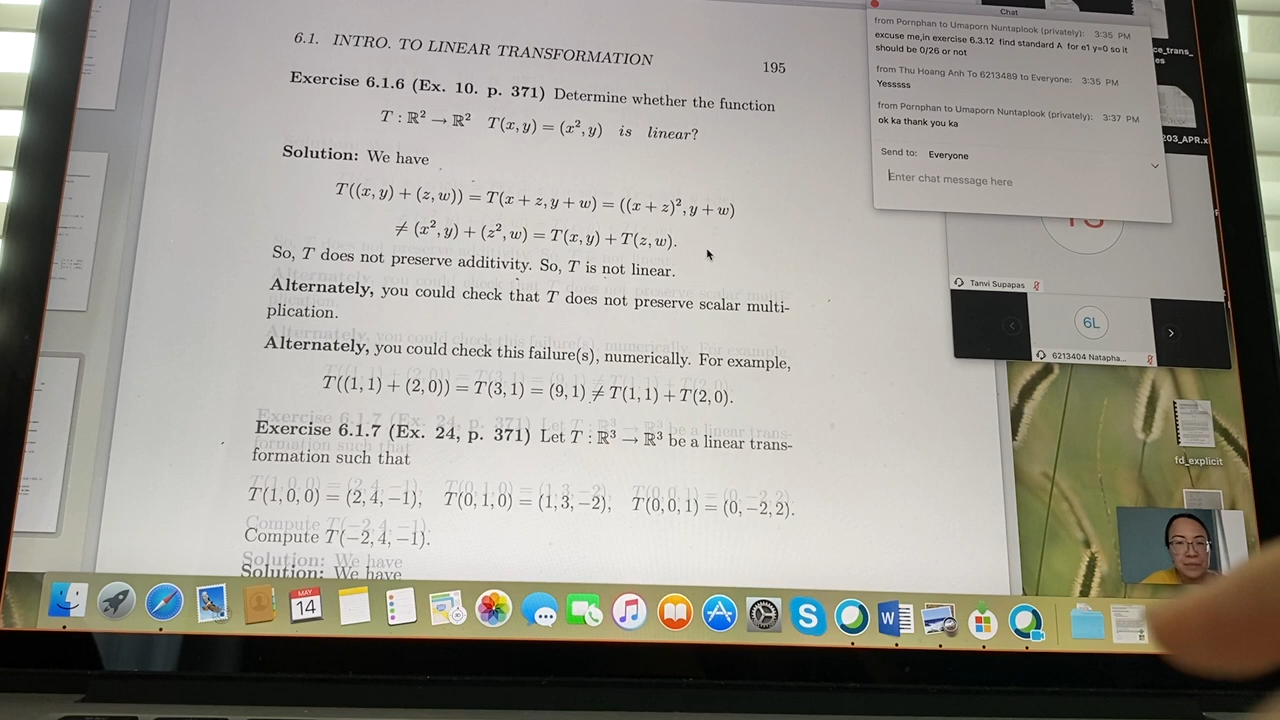 6.1. INTRO. TO LINEAR TRANSFORMATION 195
Exercise 6.1.6 (Ex. 10. p. 371) Determine whether the function
T : ℝ² → ℝ² T(x, y) = (x², y) is linear?
Solution: We have
T((x, y) + (z, w)) = T(x + z, y + w) = ((x + z)², y + w)
≠ (x², y) + (z², w) = T(x, y) + T(z, w).
So, T does not preserve additivity. So, T is not linear.
Alternately, you could check that T does not preserve scalar multi-
plication.
Alternately, you could check this failure(s), numerically. For example,
T((1, 1) + (2, 0)) = T(3, 1) = (9, 1) ≠ T(1, 1) + T(2, 0).
Exercise 6.1.7 (Ex. 24, p. 371) Let T : ℝ³ → ℝ³ be a linear trans-
formation such that
T(1, 0, 0) = (2, 4, −1), T(0, 1, 0) = (1, 3, −2), T(0, 0, 1) = (0, −2, 2).
Compute T(−2, 4, −1).
Solution: We have
Chat
from Pornphan to Umaporn Nuntaplook (privately): 3:35 PM
excuse me,in exercise 6.3.12 find standard A for e1 y=0 so it
should be 0/26 or not
from Thu Hoang Anh To 6213489 to Everyone: 3:35 PM
Yesssss
from Pornphan to Umaporn Nuntaplook (privately): 3:37 PM
ok ka thank you ka
Send to: Everyone
Enter chat message here
ce_trans_
es
203_APR.x
Tanvi Supapas
6L
6213404 Natapha...
fd_explicit
MAY
14